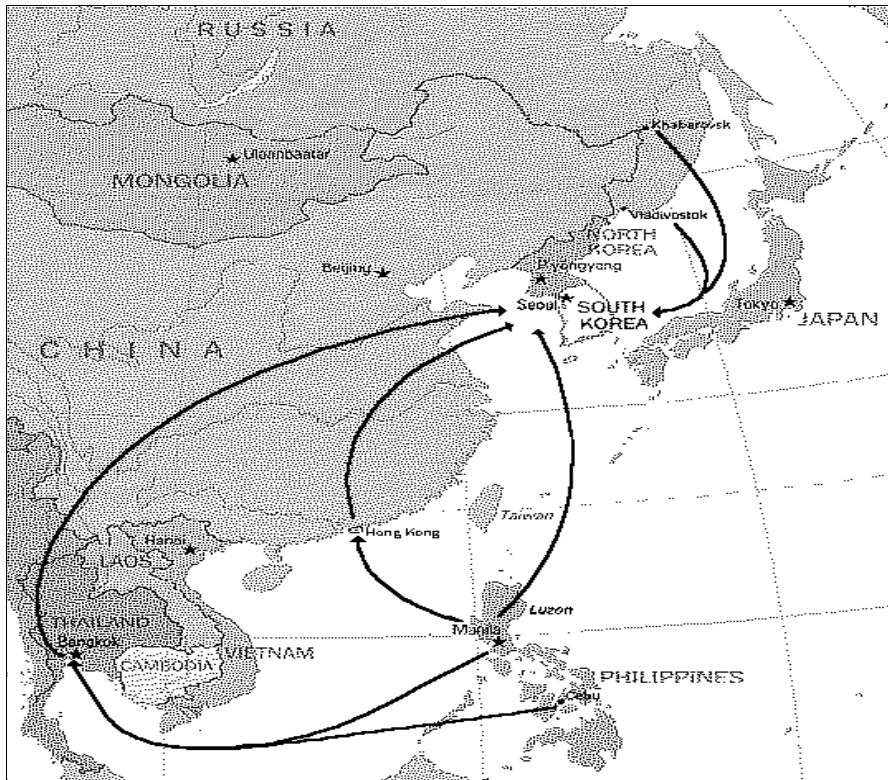 RUSSIA
Khabarovsk
Ulaanbaatar
MONGOLIA
Vladivostok
NORTH
KOREA
Beijing
P'yongyang
Seoul
SOUTH
KOREA
Tokyo
JAPAN
CHINA
Taiwan
Hong Kong
Hanoi
LAOS
Luzon
THAILAND
Manila
Bangkok
VIETNAM
CAMBODIA
PHILIPPINES
Cebu